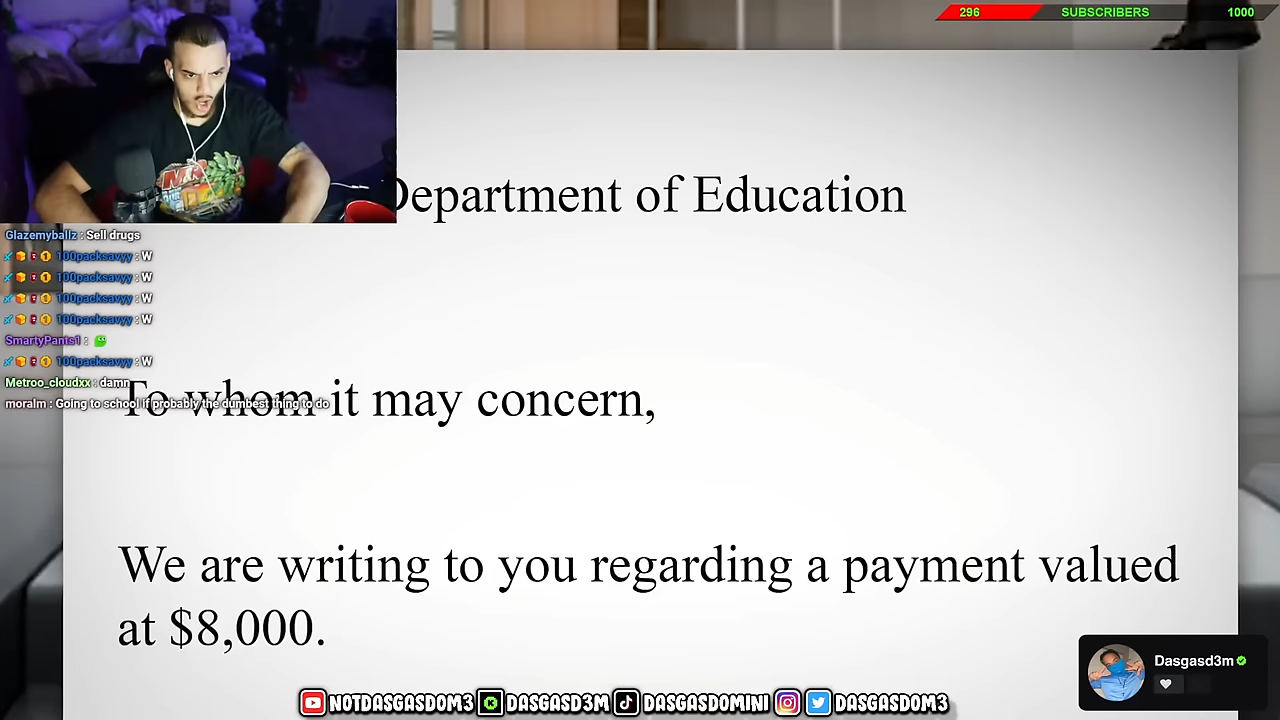 296 SUBSCRIBERS 1000
Department of Education
Glazemyballz : Sell drugs
100packsavyy : W
100packsavyy : W
100packsavyy : W
100packsavyy : W
SmartyPants1 :
100packsavyy : W
Metroo_cloudxx : damn
moralm : Going to school if probably the dumbest thing to do
To whom it may concern,
We are writing to you regarding a payment valued
at $8,000.
Dasgasd3m
NOTDASGASDOM3 DASGASD3M DASGASDOMINI DASGASDOM3